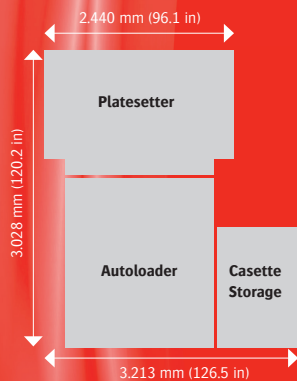 2.440 mm (96.1 in)
Platesetter
3.028 mm (120.2 in)
Autoloader
Casette
Storage
3.213 mm (126.5 in)